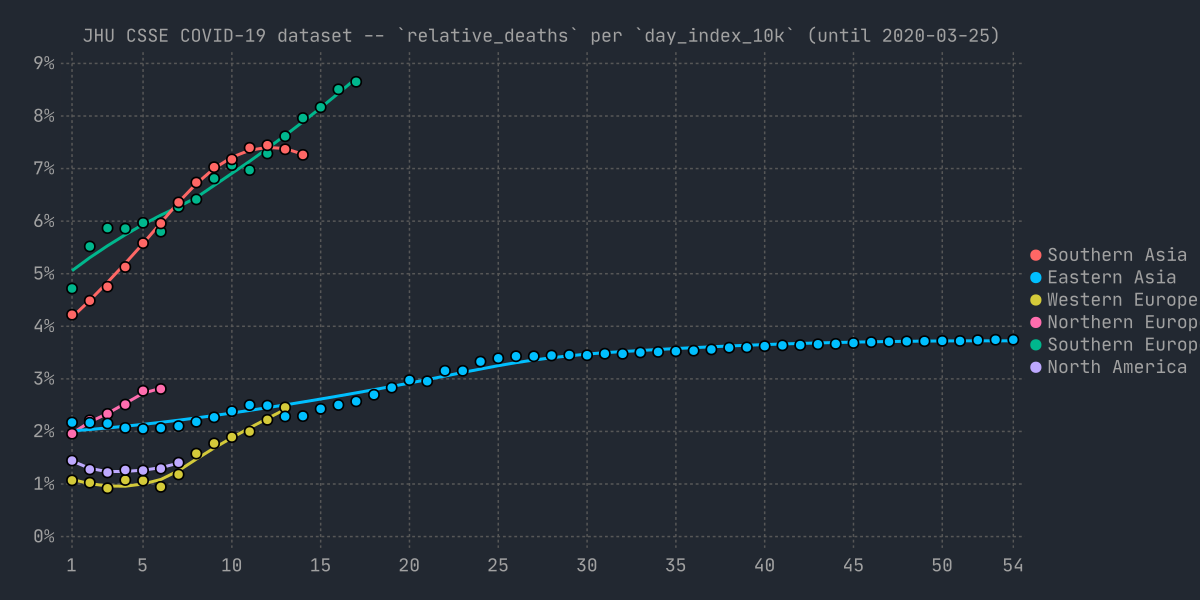 JHU CSSE COVID-19 dataset -- `relative_deaths` per `day_index_10k` (until 2020-03-25)
9%
8%
7%
6%
5%
4%
3%
2%
1%
0%
1 5 10 15 20 25 30 35 40 45 50 54
Southern Asia
Eastern Asia
Western Europe
Northern Europ
Southern Europ
North America